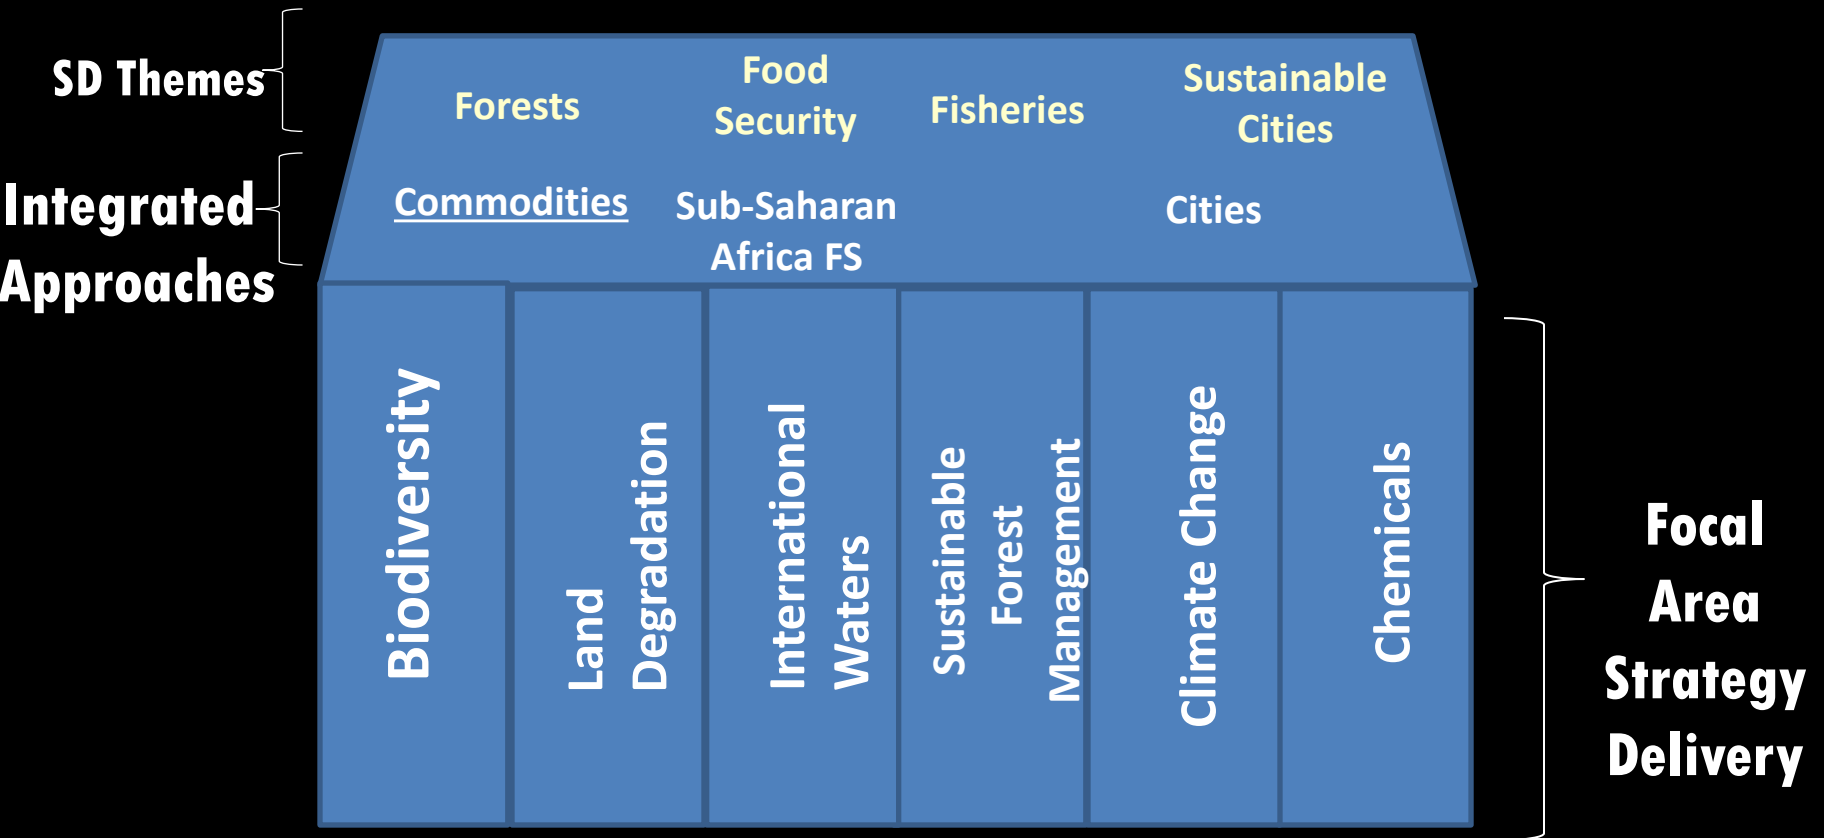 SD Themes
Forests
Food
Security
Fisheries
Sustainable
Cities
Integrated
Approaches
Commodities
Sub-Saharan
Africa FS
Cities
Biodiversity
Land
Degradation
International
Waters
Sustainable
Forest
Management
Climate Change
Chemicals
Focal
Area
Strategy
Delivery